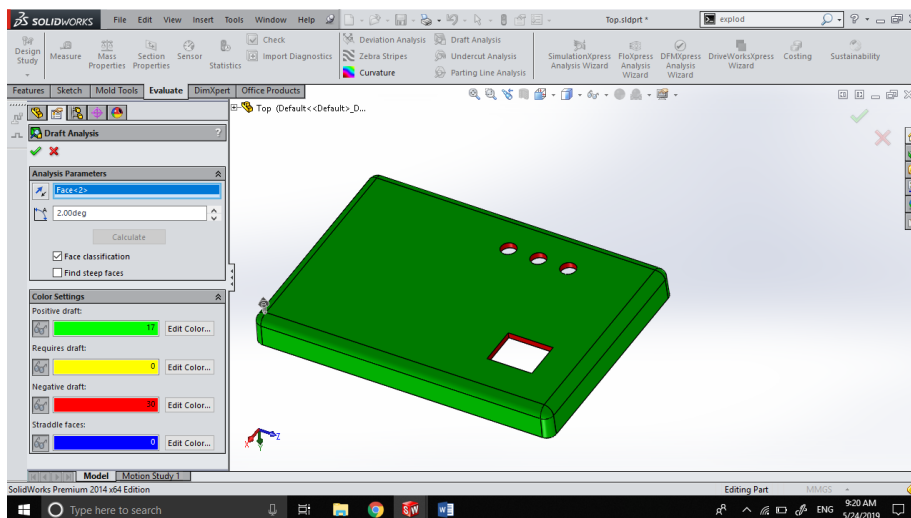 SOLIDWORKS File Edit View Insert Tools Window Help Top.sldprt * explod
Design Study
Measure
Mass Properties
Section Properties
Sensor
Statistics
Check
Import Diagnostics
Deviation Analysis
Zebra Stripes
Curvature
Draft Analysis
Undercut Analysis
Parting Line Analysis
SimulationXpress Analysis Wizard
FloXpress Analysis Wizard
DFMXpress Analysis Wizard
DriveWorksXpress Wizard
Costing
Sustainability
Features Sketch Mold Tools Evaluate DimXpert Office Products
Top (Default<<Default>_D...
Draft Analysis ?
Analysis Parameters
Face<2>
2.00deg
Calculate
Face classification
Find steep faces
Color Settings
Positive draft:
17 Edit Color...
Requires draft:
0 Edit Color...
Negative draft:
30 Edit Color...
Straddle faces:
0 Edit Color...
X Y Z
Model Motion Study 1
SolidWorks Premium 2014 x64 Edition Editing Part MMGS
Type here to search ENG 9:20 AM
5/24/2019